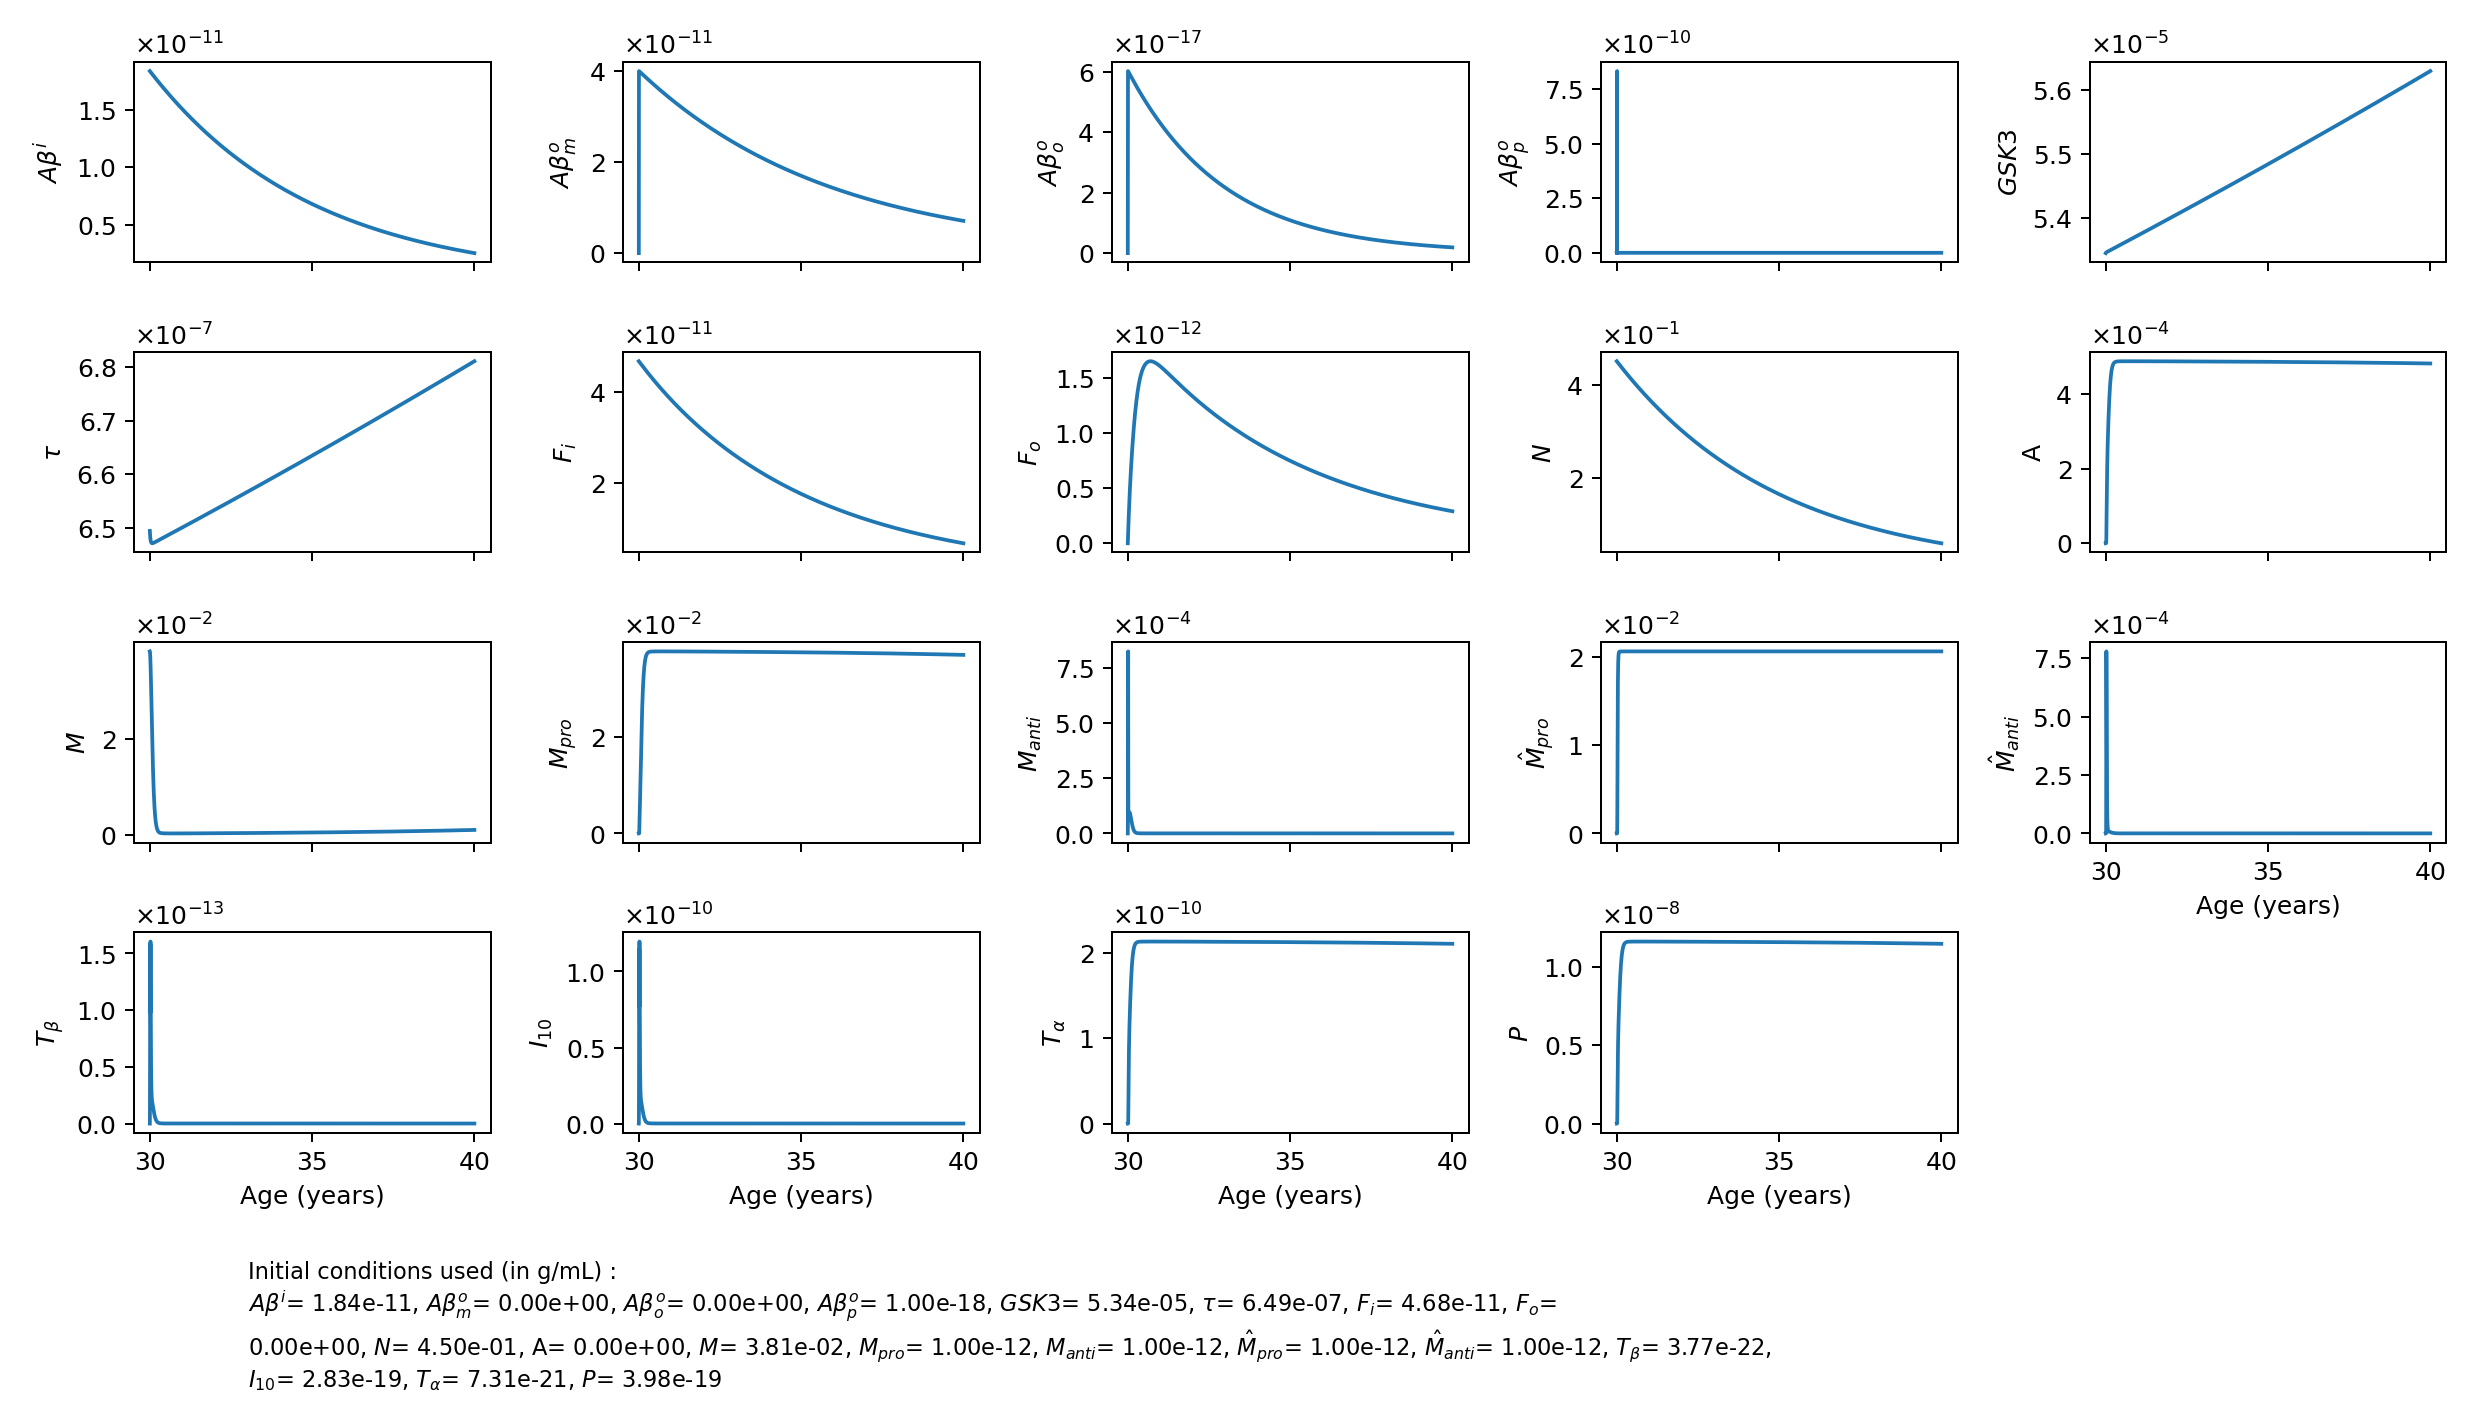 ×10⁻¹¹ ×10⁻¹¹ ×10⁻¹⁷ ×10⁻¹⁰ ×10⁻⁵
1.5 4 6 7.5 5.6
1.0 2 4 5.0 5.5
0.5 0 2 2.5 5.4
0 0.0
Aβⁱ Aβₘᵒ Aβₒᵒ Aβₚᵒ GSK3
×10⁻⁷ ×10⁻¹¹ ×10⁻¹² ×10⁻¹ ×10⁻⁴
6.8 4 1.5 4 4
6.7 2 1.0 2 2
6.6 0.5 0
6.5 0.0
τ Fᵢ Fₒ N A
×10⁻² ×10⁻² ×10⁻⁴ ×10⁻² ×10⁻⁴
2 2 7.5 2 7.5
0 0 5.0 1 5.0
2.5 0 2.5
0.0 0.0
M M_pro M_anti M̂_pro M̂_anti
30 35 40
Age (years)
×10⁻¹³ ×10⁻¹⁰ ×10⁻¹⁰ ×10⁻⁸
1.5 1.0 2 1.0
1.0 0.5 1 0.5
0.5 0.0 0 0.0
0.0
T_β I₁₀ T_α P
30 35 40 30 35 40 30 35 40 30 35 40
Age (years) Age (years) Age (years) Age (years)
Initial conditions used (in g/mL) :
Aβⁱ= 1.84e-11, Aβₘᵒ= 0.00e+00, Aβₒᵒ= 0.00e+00, Aβₚᵒ= 1.00e-18, GSK3= 5.34e-05, τ= 6.49e-07, Fᵢ= 4.68e-11, Fₒ=
0.00e+00, N= 4.50e-01, A= 0.00e+00, M= 3.81e-02, M_pro= 1.00e-12, M_anti= 1.00e-12, M̂_pro= 1.00e-12, M̂_anti= 1.00e-12, T_β= 3.77e-22,
I₁₀= 2.83e-19, T_α= 7.31e-21, P= 3.98e-19